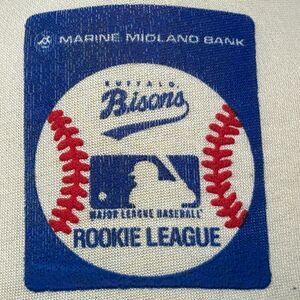 MARINE MIDLAND BANK
BUFFALO
Bisons
MAJOR LEAGUE BASEBALL
ROOKIE LEAGUE